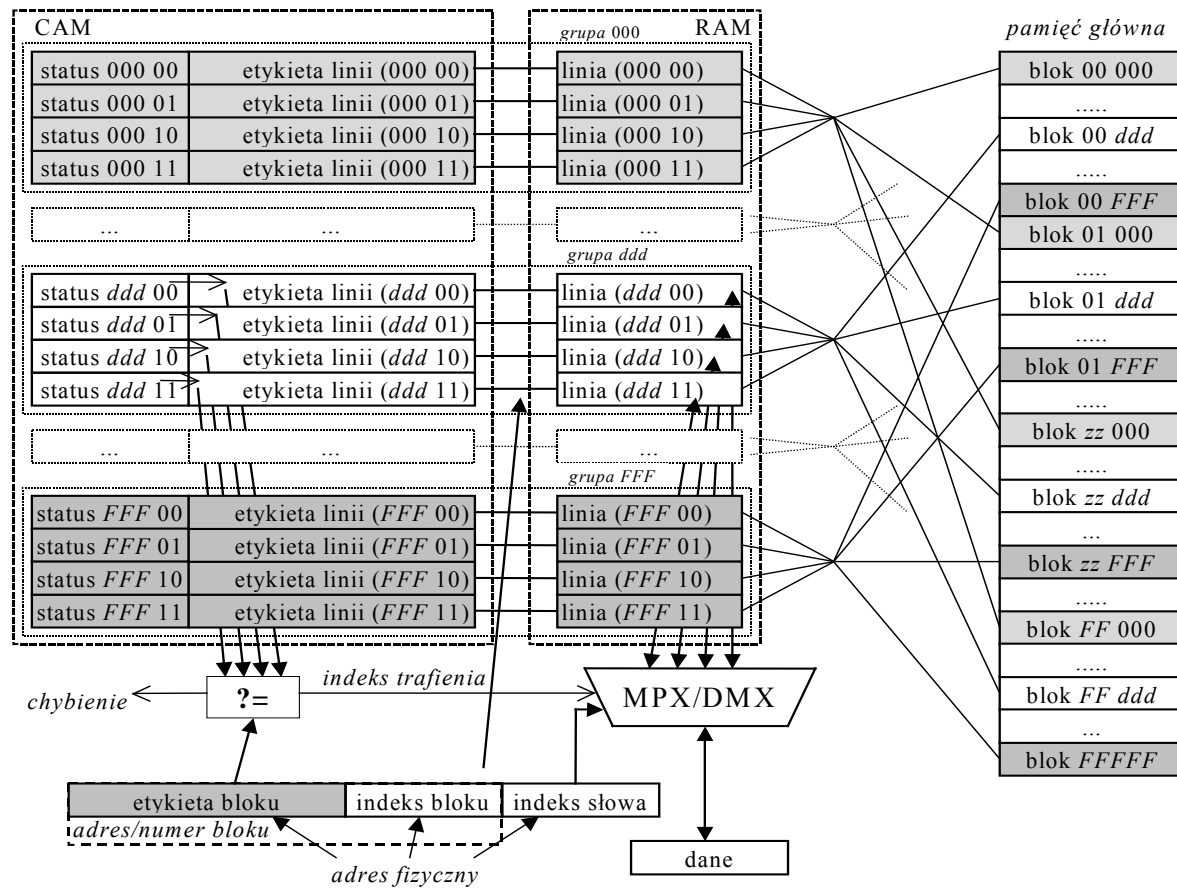 CAM
RAM
grupa 000
pamięć główna
status 000 00 etykieta linii (000 00) linia (000 00)
status 000 01 etykieta linii (000 01) linia (000 01)
status 000 10 etykieta linii (000 10) linia (000 10)
status 000 11 etykieta linii (000 11) linia (000 11)
... ... ...
grupa ddd
status ddd 00 etykieta linii (ddd 00) linia (ddd 00)
status ddd 01 etykieta linii (ddd 01) linia (ddd 01)
status ddd 10 etykieta linii (ddd 10) linia (ddd 10)
status ddd 11 etykieta linii (ddd 11) linia (ddd 11)
... ... ...
grupa FFF
status FFF 00 etykieta linii (FFF 00) linia (FFF 00)
status FFF 01 etykieta linii (FFF 01) linia (FFF 01)
status FFF 10 etykieta linii (FFF 10) linia (FFF 10)
status FFF 11 etykieta linii (FFF 11) linia (FFF 11)
blok 00 000
.....
blok 00 ddd
.....
blok 00 FFF
blok 01 000
.....
blok 01 ddd
.....
blok 01 FFF
.....
blok zz 000
.....
blok zz ddd
...
blok zz FFF
.....
blok FF 000
.....
blok FF ddd
...
blok FFFFF
chybienie
?=
indeks trafienia
MPX/DMX
etykieta bloku indeks bloku indeks słowa
adres/numer bloku
adres fizyczny
dane